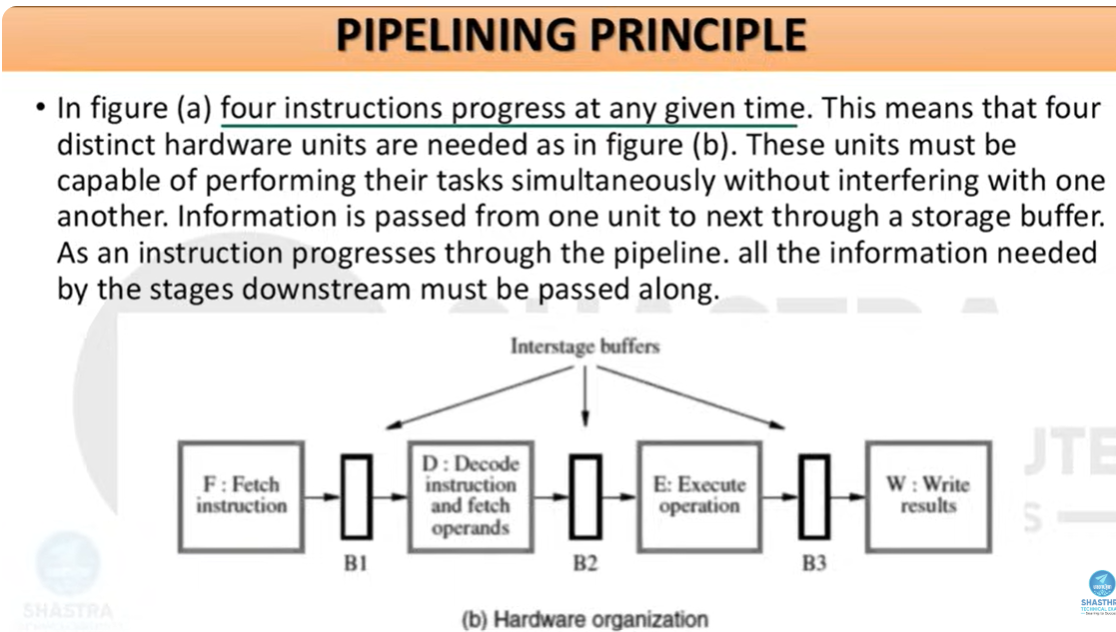 PIPELINING PRINCIPLE
• In figure (a) four instructions progress at any given time. This means that four
distinct hardware units are needed as in figure (b). These units must be
capable of performing their tasks simultaneously without interfering with one
another. Information is passed from one unit to next through a storage buffer.
As an instruction progresses through the pipeline. all the information needed
by the stages downstream must be passed along.
Interstage buffers
F : Fetch
instruction
B1
D : Decode
instruction
and fetch
operands
B2
E: Execute
operation
B3
W : Write
results
(b) Hardware organization
SHASTRA